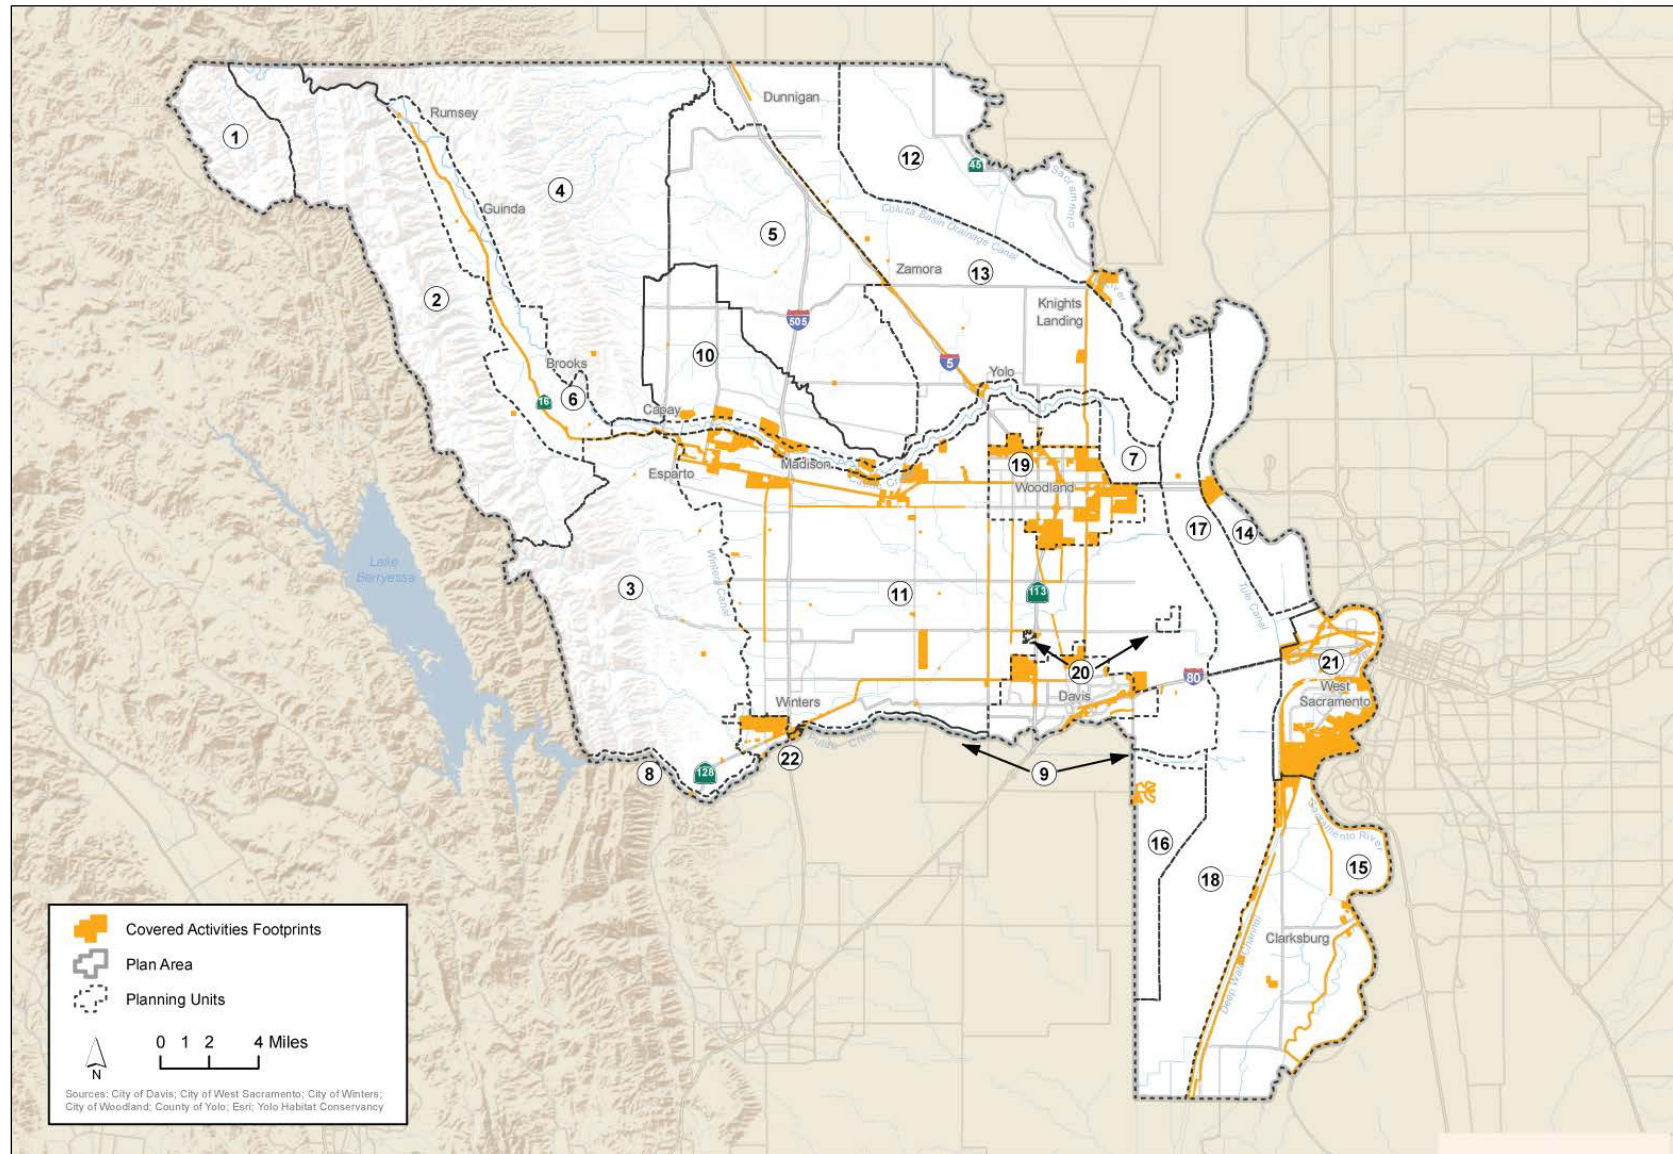 Dunnigan
Rumsey
1
12
45
Sacramento
4
Guinda
Colusa Basin Drainage Canal
5
Zamora
13
2
River
Knights
Landing
505
10
5
Brooks
Yolo
6
16
Capay
19
7
Madison
Esparto
Woodland
17
14
Lake
Berryessa
Winters Canal
3
11
113
Tule Canal
20
21
80
West
Sacramento
Davis
Winters
Putah Creek
22
8
128
9
16
Sacramento River
15
18
Clarksburg
Deep Water Channel
Covered Activities Footprints
Plan Area
Planning Units
0 1 2 4 Miles
N
Sources: City of Davis; City of West Sacramento; City of Winters;
City of Woodland; County of Yolo; Esri; Yolo Habitat Conservancy